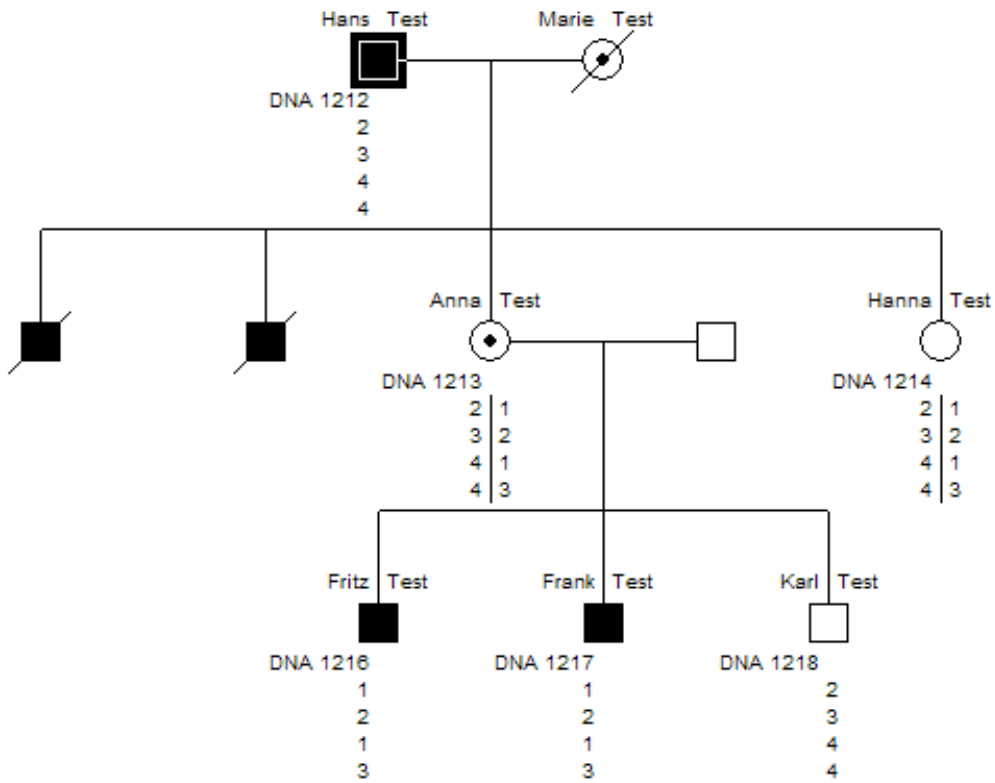 Hans Test Marie Test
DNA 1212
2
3
4
4
Anna Test Hanna Test
DNA 1213 DNA 1214
2 1 2 1
3 2 3 2
4 1 4 1
4 3 4 3
Fritz Test Frank Test Karl Test
DNA 1216 DNA 1217 DNA 1218
1 1 2
2 2 3
1 1 4
3 3 4